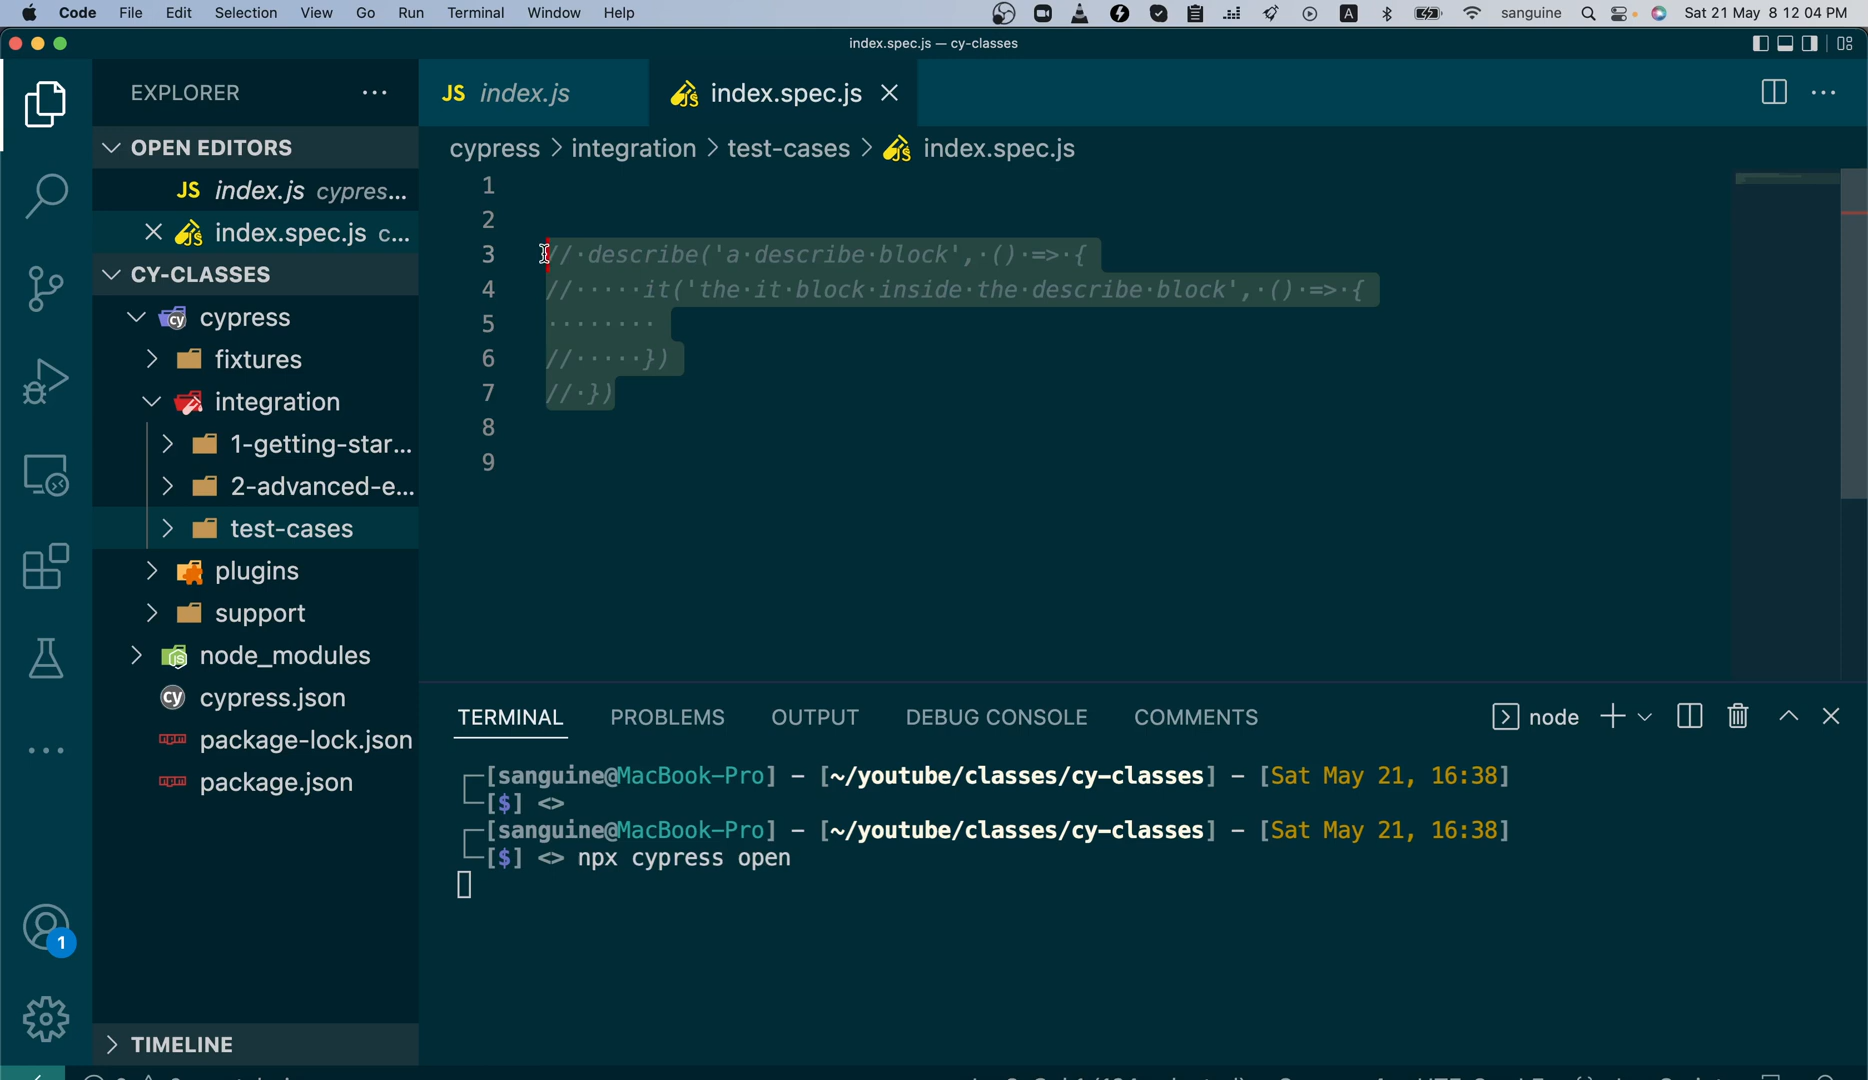 Code File Edit Selection View Go Run Terminal Window Help A sanguine Sat 21 May 8 12 04 PM
index.spec.js — cy-classes
EXPLORER
JS index.js
index.spec.js
OPEN EDITORS
JS index.js cypres...
index.spec.js c...
CY-CLASSES
cy cypress
fixtures
integration
1-getting-star...
2-advanced-e...
test-cases
plugins
support
node_modules
cy cypress.json
package-lock.json
package.json
1
TIMELINE
cypress > integration > test-cases > index.spec.js
1
2
3 //·describe('a·describe·block',·()·=>·{
4 //·····it('the·it·block·inside·the·describe·block',·()·=>·{
5 ········
6 //·····})
7 //·})
8
9
TERMINAL PROBLEMS OUTPUT DEBUG CONSOLE COMMENTS node
[sanguine@MacBook-Pro] - [~/youtube/classes/cy-classes] - [Sat May 21, 16:38]
[$] <>
[sanguine@MacBook-Pro] - [~/youtube/classes/cy-classes] - [Sat May 21, 16:38]
[$] <> npx cypress open